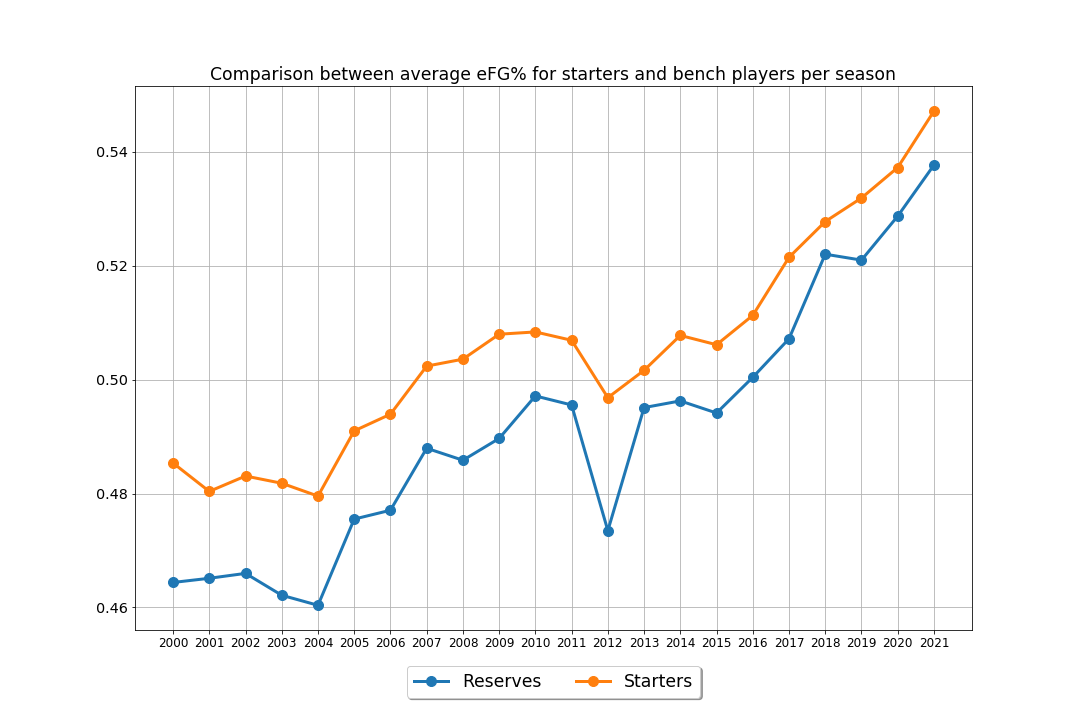 Comparison between average eFG% for starters and bench players per season
0.54
0.52
0.50
0.48
0.46
2000 2001 2002 2003 2004 2005 2006 2007 2008 2009 2010 2011 2012 2013 2014 2015 2016 2017 2018 2019 2020 2021
Reserves Starters